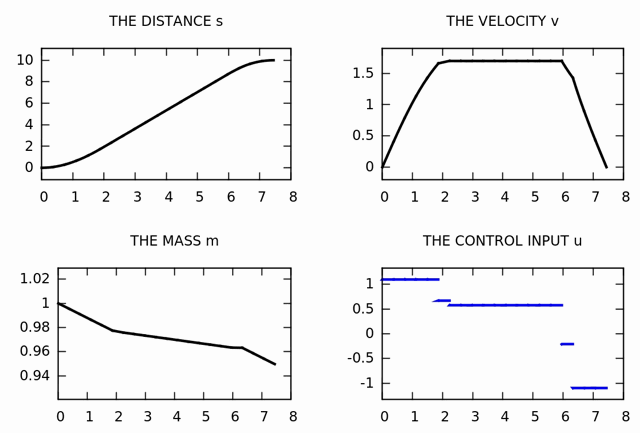 THE DISTANCE s
10
8
6
4
2
0
0 1 2 3 4 5 6 7 8
THE VELOCITY v
1.5
1
0.5
0
0 1 2 3 4 5 6 7 8
THE MASS m
1.02
1
0.98
0.96
0.94
0 1 2 3 4 5 6 7 8
THE CONTROL INPUT u
1
0.5
0
-0.5
-1
0 1 2 3 4 5 6 7 8